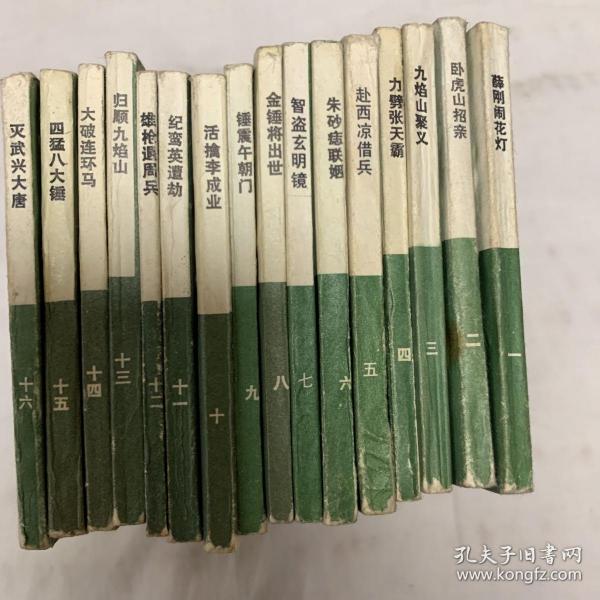 灭武兴大唐
十六
四猛八大锤
十五
大破连环马
十四
归顺九焰山
十三
雄枪退周兵
十二
纪鸾英遭劫
十一
活擒李成业
十
锤震午朝门
九
金锤将出世
八
智盗玄明镜
七
朱砂痣联姻
六
赴西凉借兵
五
力劈张天霸
四
九焰山聚义
三
卧虎山招亲
二
薛刚闹花灯
一
孔夫子旧书网
www.kongfz.com